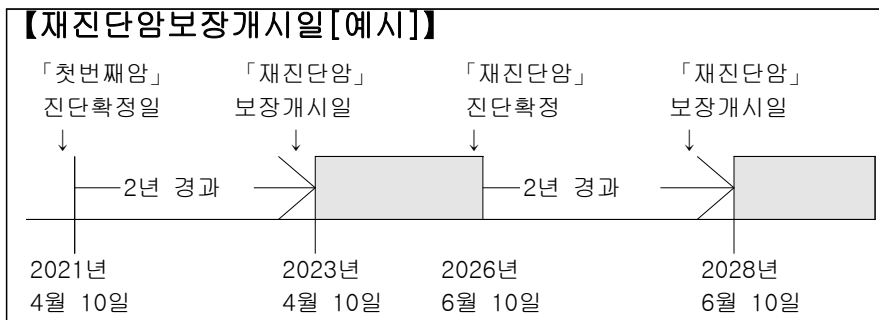 【재진단암보장개시일[예시]】
「첫번째암」 「재진단암」 「재진단암」 「재진단암」
진단확정일 보장개시일 진단확정 보장개시일
↓ ↓ ↓ ↓
2년 경과 2년 경과
2021년 2023년 2026년 2028년
4월 10일 4월 10일 6월 10일 6월 10일